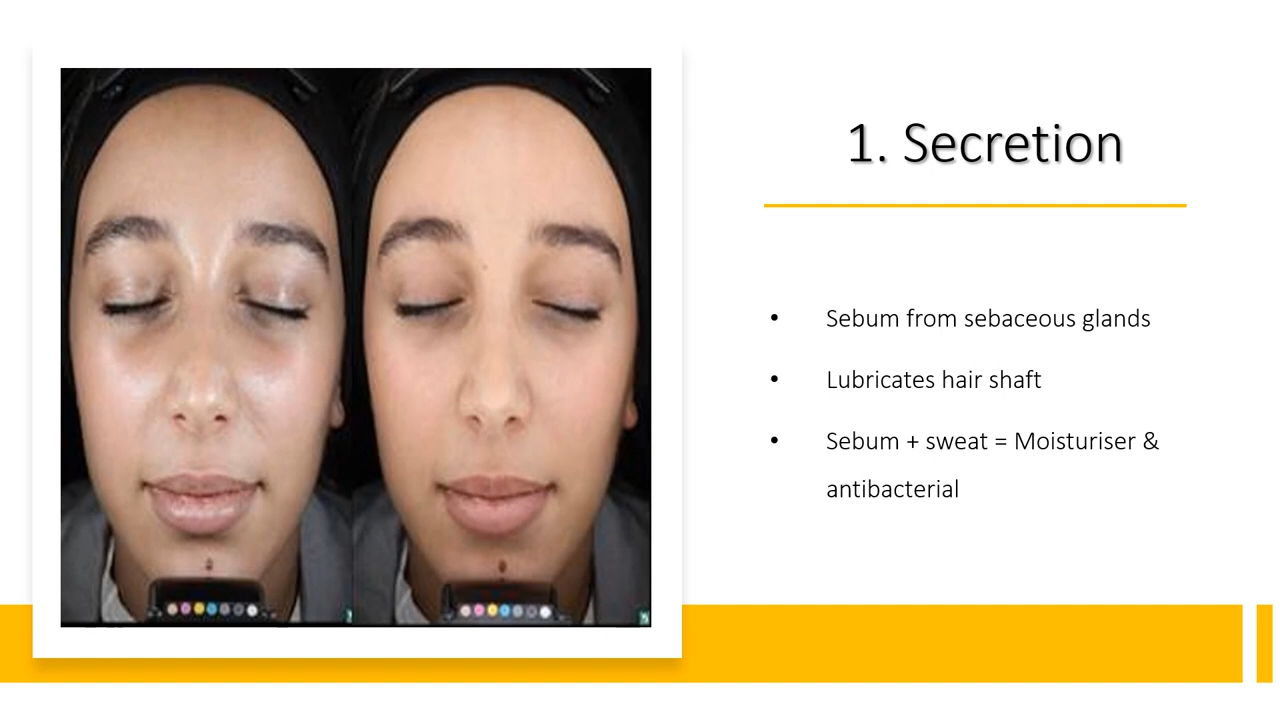 1. Secretion
• Sebum from sebaceous glands
• Lubricates hair shaft
• Sebum + sweat = Moisturiser &
antibacterial